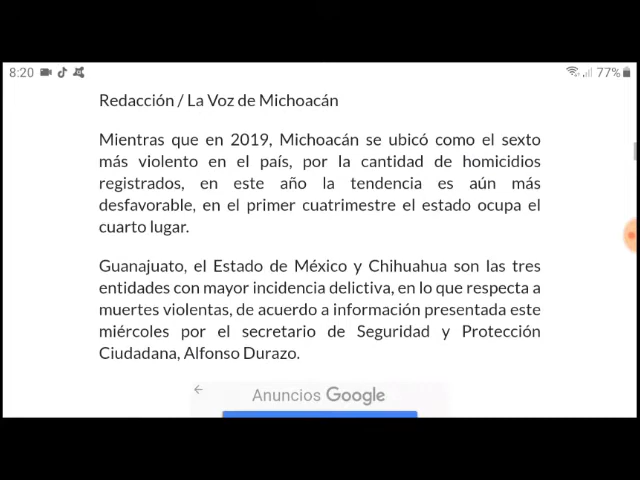 8:20
77%
Redacción / La Voz de Michoacán
Mientras que en 2019, Michoacán se ubicó como el sexto
más violento en el país, por la cantidad de homicidios
registrados, en este año la tendencia es aún más
desfavorable, en el primer cuatrimestre el estado ocupa el
cuarto lugar.
Guanajuato, el Estado de México y Chihuahua son las tres
entidades con mayor incidencia delictiva, en lo que respecta a
muertes violentas, de acuerdo a información presentada este
miércoles por el secretario de Seguridad y Protección
Ciudadana, Alfonso Durazo.
Anuncios Google